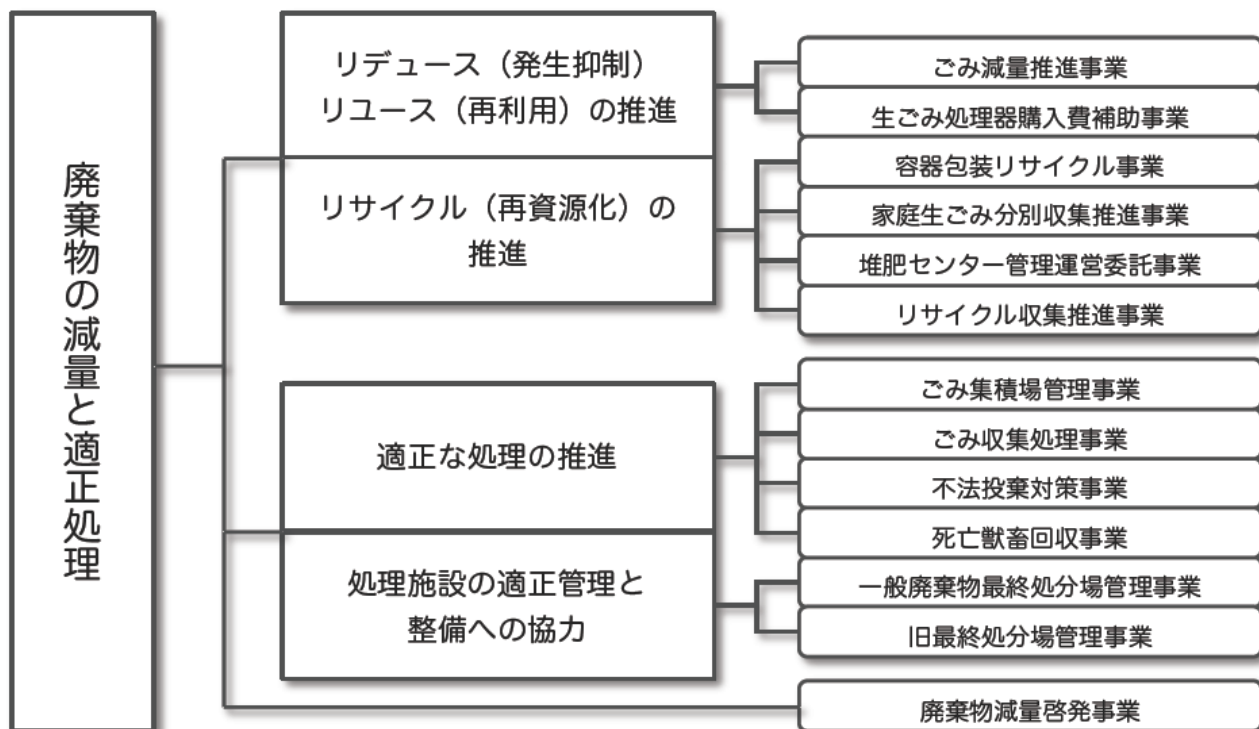 廃棄物の減量と適正処理
リデュース（発生抑制）
リユース（再利用）の推進
ごみ減量推進事業
生ごみ処理器購入費補助事業
リサイクル（再資源化）の
推進
容器包装リサイクル事業
家庭生ごみ分別収集推進事業
堆肥センター管理運営委託事業
リサイクル収集推進事業
適正な処理の推進
ごみ集積場管理事業
ごみ収集処理事業
不法投棄対策事業
死亡獣畜回収事業
処理施設の適正管理と
整備への協力
一般廃棄物最終処分場管理事業
旧最終処分場管理事業
廃棄物減量啓発事業